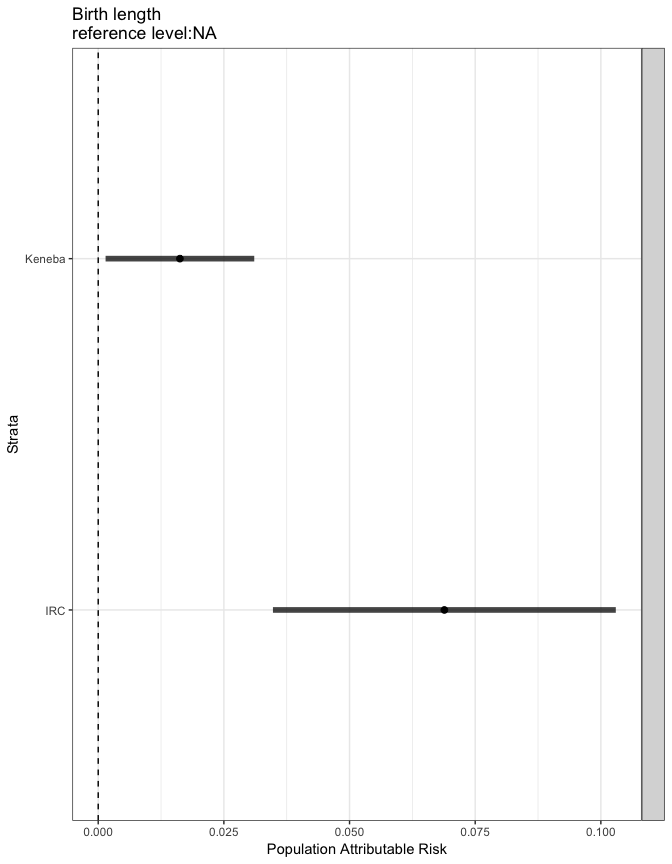 Birth length
reference level:NA
Keneba
Strata
IRC
0.000 0.025 0.050 0.075 0.100
Population Attributable Risk